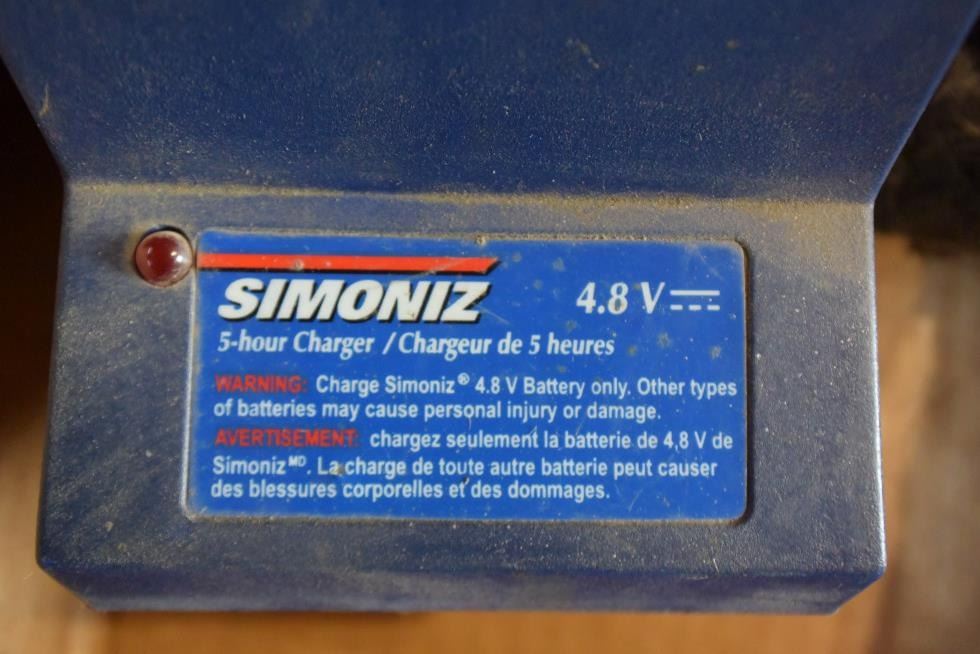 SIMONIZ 4.8 V
5-hour Charger / Chargeur de 5 heures
WARNING: Charge Simoniz® 4.8 V Battery only. Other types
of batteries may cause personal injury or damage.
AVERTISEMENT: chargez seulement la batterie de 4,8 V de
Simoniz ᴹᴰ. La charge de toute autre batterie peut causer
des blessures corporelles et des dommages.